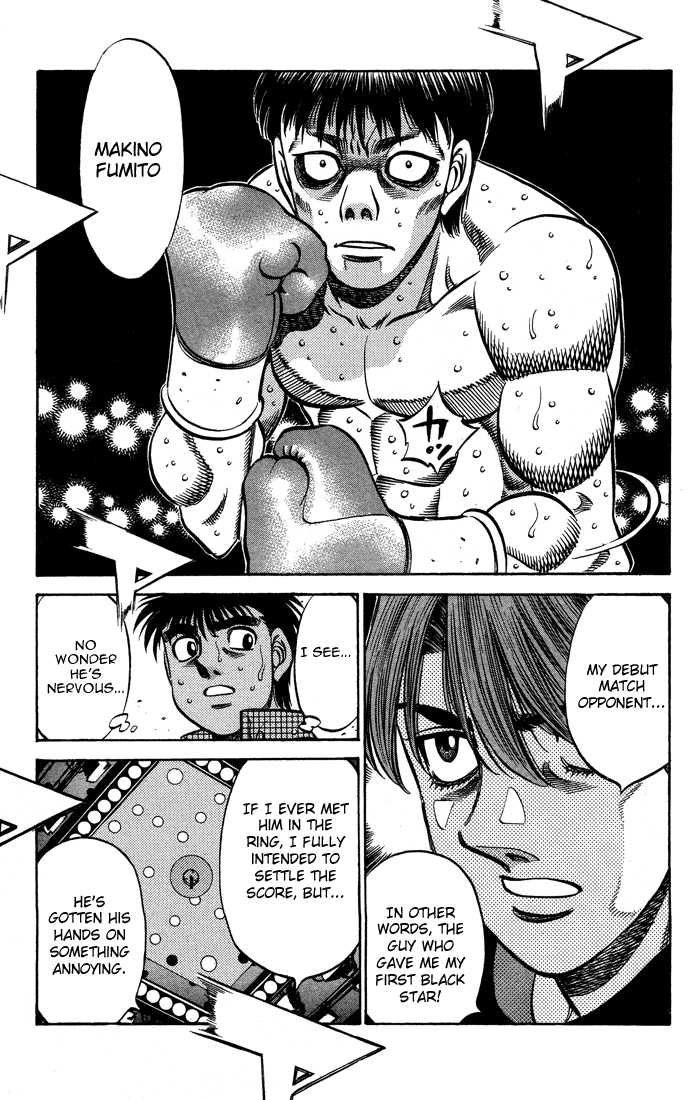 MAKINO
FUMITO
ガッ!!
MY DEBUT
MATCH
OPPONENT...
IN OTHER
WORDS, THE
GUY WHO
GAVE ME MY
FIRST BLACK
STAR!
I SEE...
NO
WONDER
HE'S
NERVOUS...
IF I EVER MET
HIM IN THE
RING, I FULLY
INTENDED TO
SETTLE THE
SCORE, BUT...
HE'S
GOTTEN HIS
HANDS ON
SOMETHING
ANNOYING.